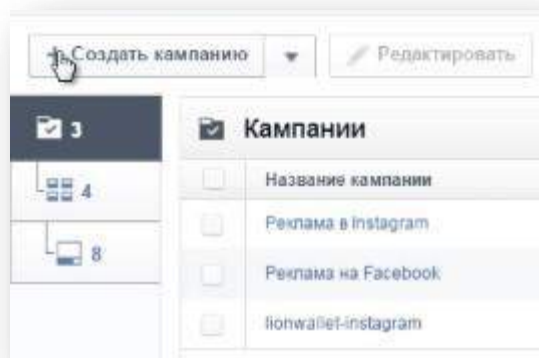 Создать кампанию
Редактировать
3
Кампании
4
Название кампании
Реклама в Instagram
8
Реклама на Facebook
lionwallet-instagram